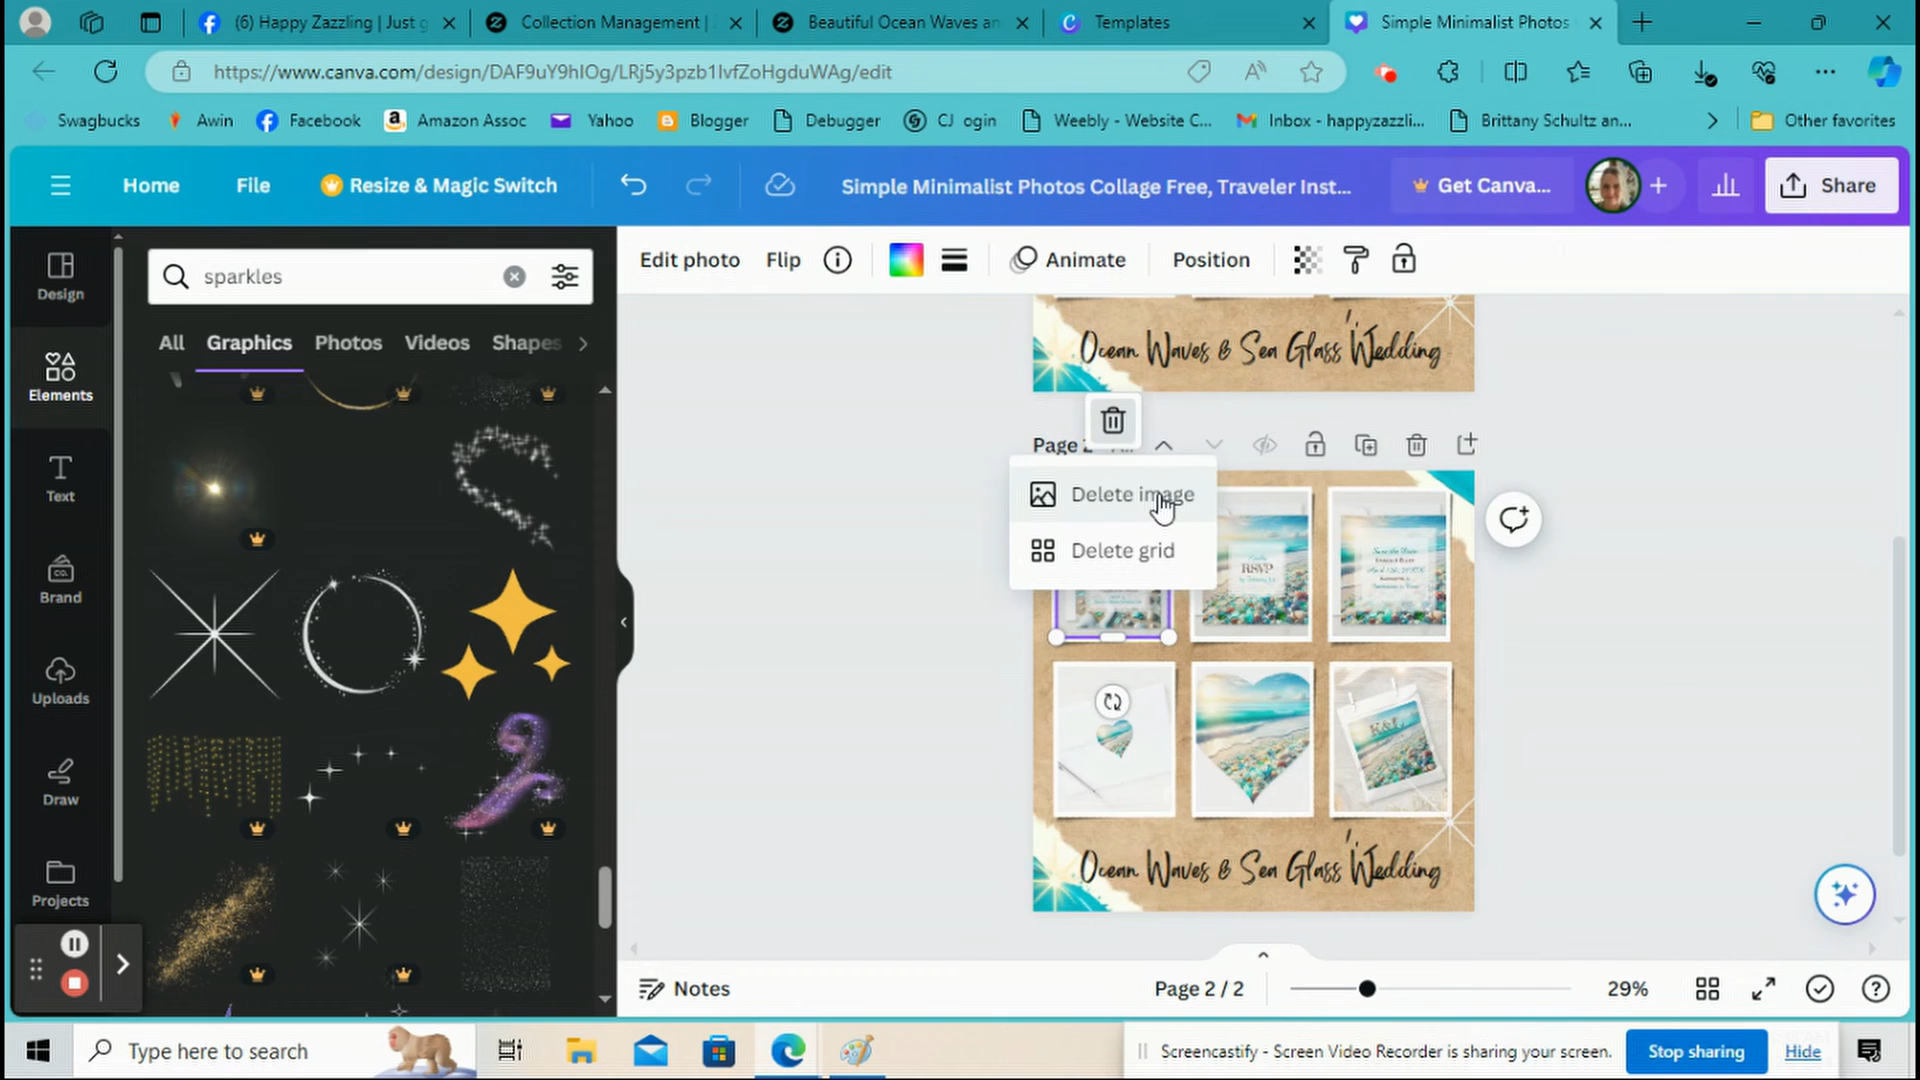 (6) Happy Zazzling | Just g
Collection Management |
Beautiful Ocean Waves an
Templates
Simple Minimalist Photos
https://www.canva.com/design/DAF9uY9hIOg/LRj5y3pzb1IvfZoHgduWAg/edit
Swagbucks
Awin
Facebook
Amazon Assoc
Yahoo
Blogger
Debugger
CJ ogin
Weebly - Website C...
Inbox - happyzazzli...
Brittany Schultz an...
Other favorites
Home
File
Resize & Magic Switch
Simple Minimalist Photos Collage Free, Traveler Inst...
Get Canva...
Share
Design
Elements
Text
Brand
Uploads
Draw
Projects
sparkles
All
Graphics
Photos
Videos
Shapes
Edit photo
Flip
Animate
Position
Ocean Waves & Sea Glass Wedding
Page 2
Delete image
Delete grid
RSVP
Save the Date
K&L
Ocean Waves & Sea Glass Wedding
Notes
Page 2 / 2
29%
Type here to search
Screencastify - Screen Video Recorder is sharing your screen.
Stop sharing
Hide